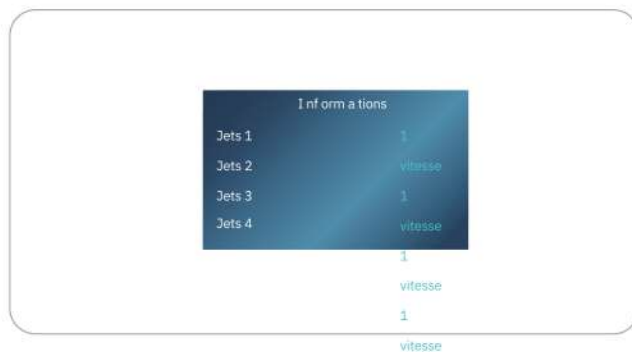 I nf orm a tions
Jets 1 1
Jets 2 vitesse
Jets 3 1
Jets 4 vitesse
1
vitesse
1
vitesse